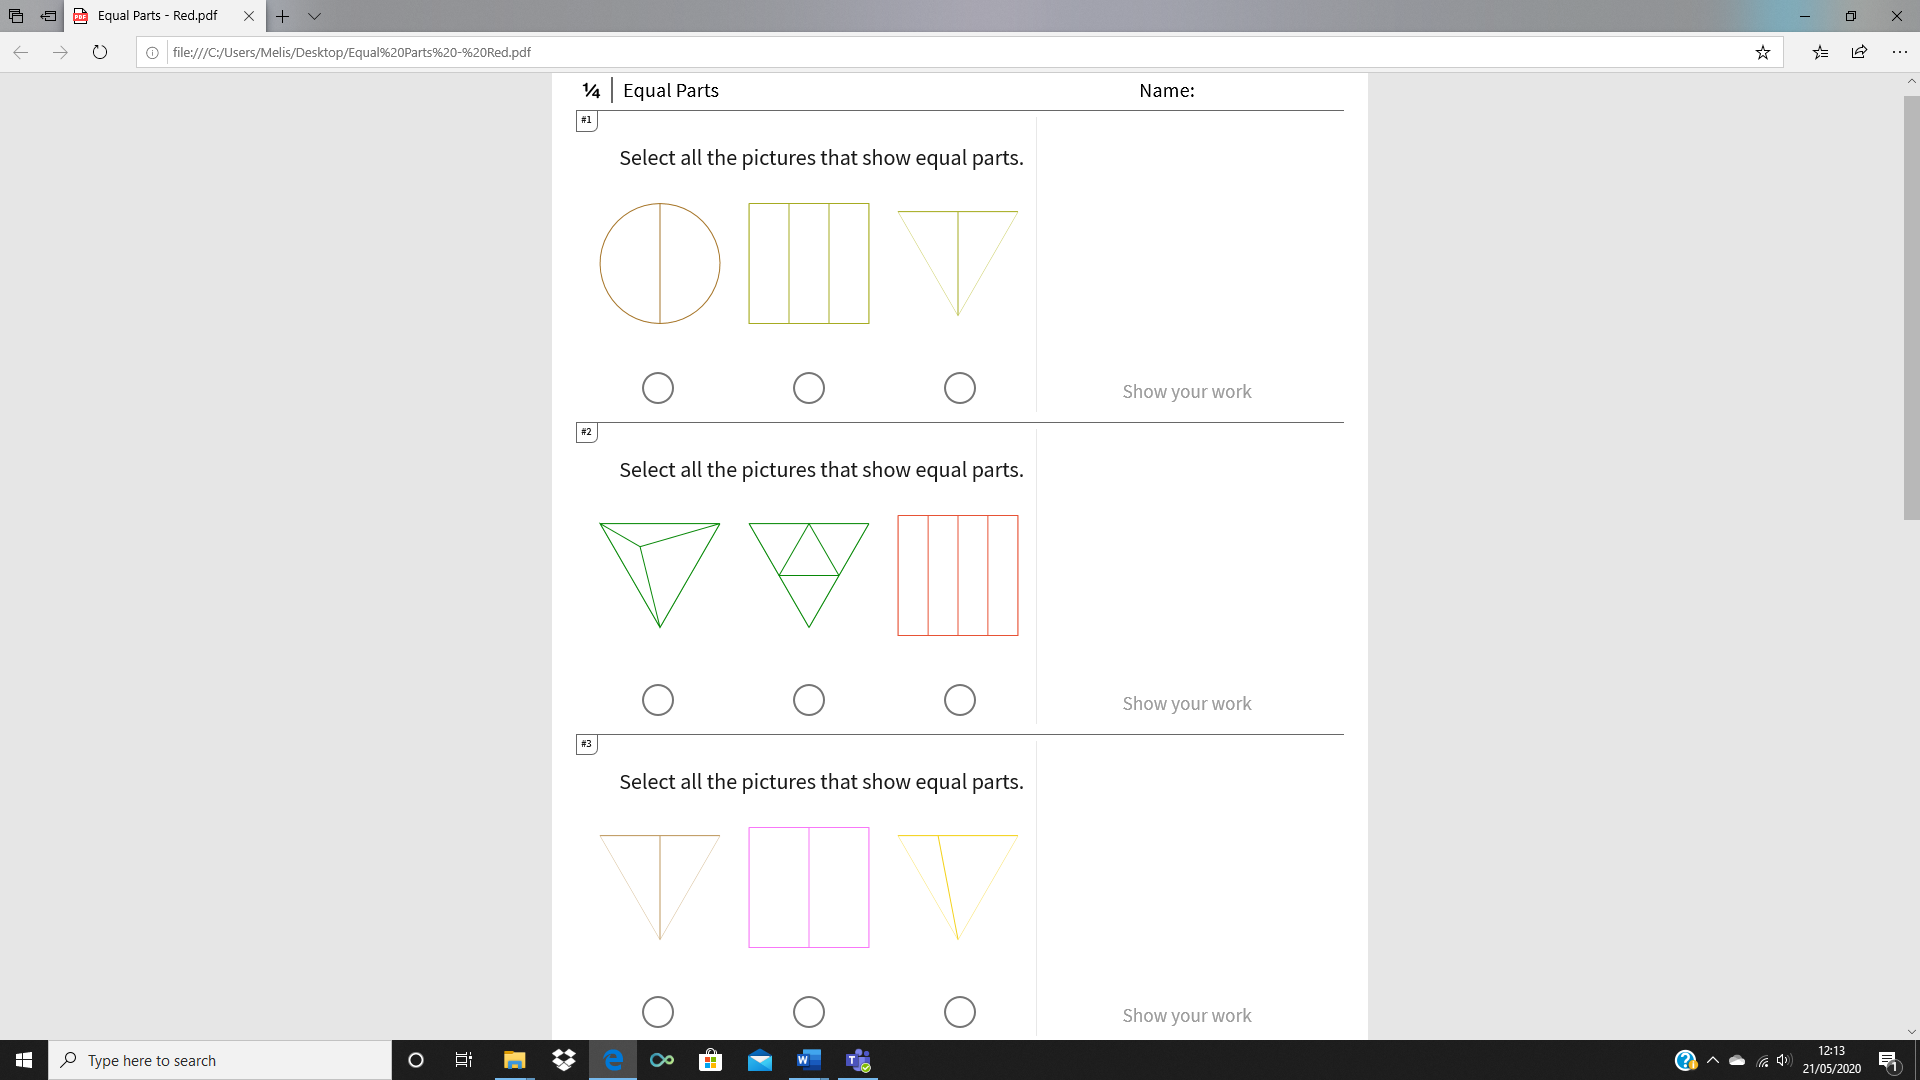 Equal Parts - Red.pdf
file:///C:/Users/Melis/Desktop/Equal%20Parts%20-%20Red.pdf
¼ Equal Parts Name:
#1
Select all the pictures that show equal parts.
Show your work
#2
Select all the pictures that show equal parts.
Show your work
#3
Select all the pictures that show equal parts.
Show your work
Type here to search
12:13
21/05/2020